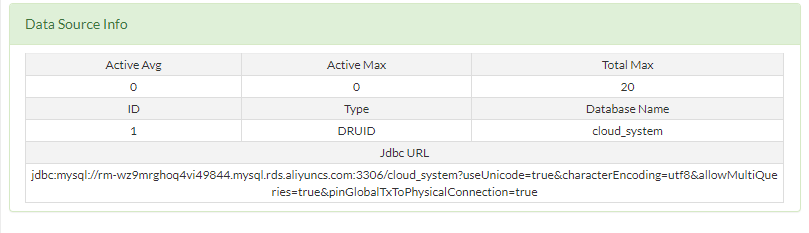 Data Source Info
Active Avg Active Max Total Max
0 0 20
ID Type Database Name
1 DRUID cloud_system
Jdbc URL
jdbc:mysql://rm-wz9mrghoq4vi49844.mysql.rds.aliyuncs.com:3306/cloud_system?useUnicode=true&characterEncoding=utf8&allowMultiQue
ries=true&pinGlobalTxToPhysicalConnection=true